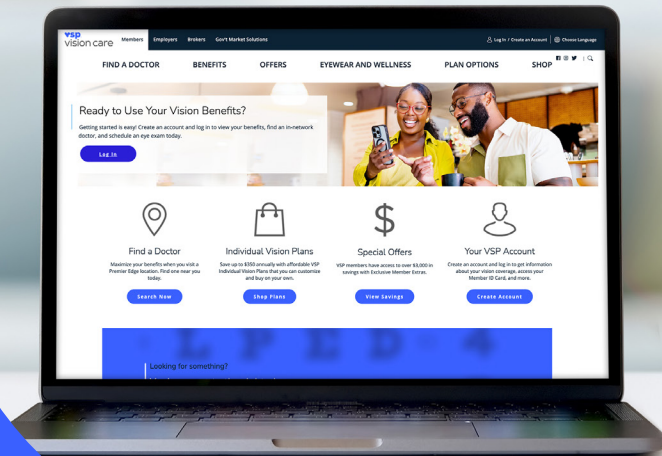 vsp
vision care
Members Employers Brokers Gov't Market Solutions
Log In / Create an Account Choose Language
FIND A DOCTOR BENEFITS OFFERS EYEWEAR AND WELLNESS PLAN OPTIONS SHOP
Ready to Use Your Vision Benefits?
Getting started is easy! Create an account and log in to view your benefits, find an in-network
doctor, and schedule an eye exam today.
Log In
Find a Doctor
Maximize your benefits when you visit a
Premier Edge location. Find one near you
today.
Search Now
Individual Vision Plans
Save up to $350 annually with affordable VSP
Individual Vision Plans that you can customize
and buy on your own.
Shop Plans
Special Offers
VSP members have access to over $3,000 in
savings with Exclusive Member Extras.
View Savings
Your VSP Account
Create an account and log in to get information
about your vision coverage, access your
Member ID Card, and more.
Create Account
L P E D 4
Looking for something?